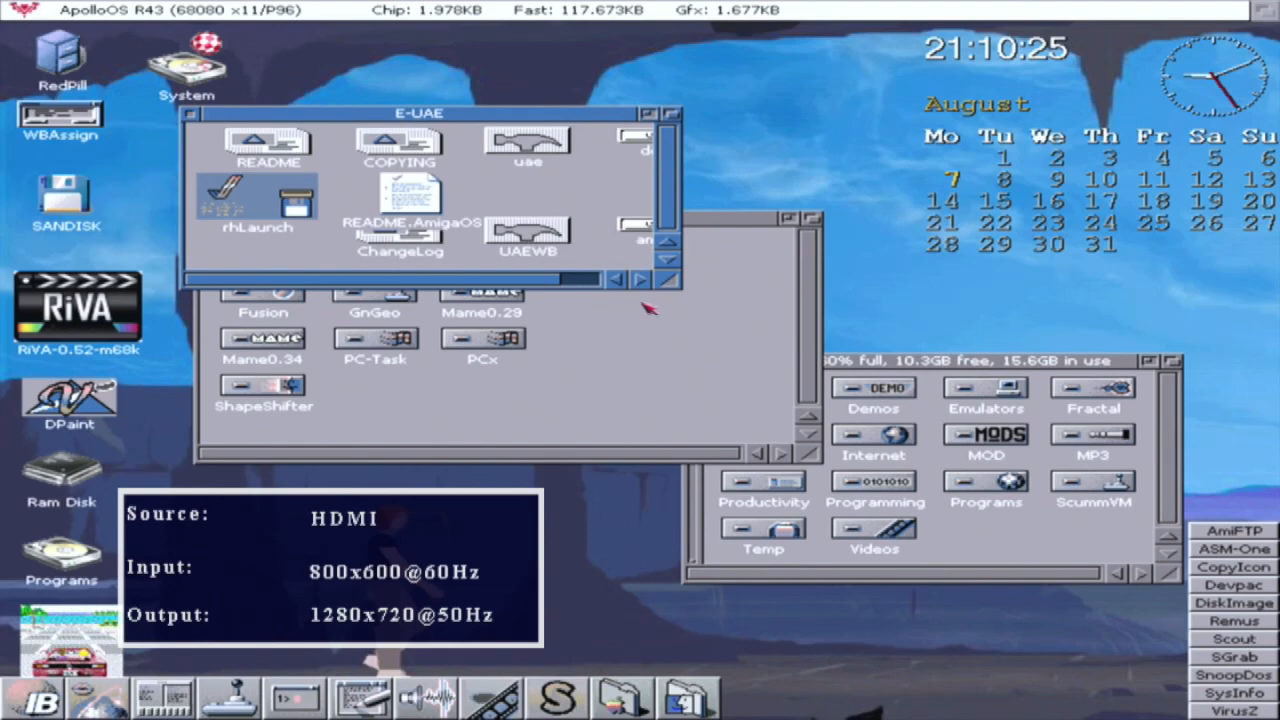 ApolloOS R43 (68080 x11/P96) Chip: 1.978KB Fast: 117.673KB Gfx: 1.677KB
RedPill
System
WBAssign
SANDISK
RiVA
RiVA-0.52-m68k
DPaint
Ram Disk
Programs
E-UAE
README COPYING uae
rhLaunch README.AmigaOS
ChangeLog UAEWB
Fusion GnGeo Mame0.29
MAME
Mame0.34 PC-Task PCx
ShapeShifter
21:10:25
August
Mo Tu We Th Fr Sa Su
1 2 3 4 5 6
7 8 9 10 11 12 13
14 15 16 17 18 19 20
21 22 23 24 25 26 27
28 29 30 31
60% full, 10.3GB free, 15.6GB in use
DEMO
Demos Emulators Fractal
MODS
Internet MOD MP3
0101010
Productivity Programming Programs ScummVM
Temp Videos
Source: HDMI
Input: 800x600@60Hz
Output: 1280x720@50Hz
AmiFTP
ASM-One
CopyIcon
Devpac
DiskImage
Remus
Scout
SGrab
SnoopDos
SysInfo
VirusZ
IB
S